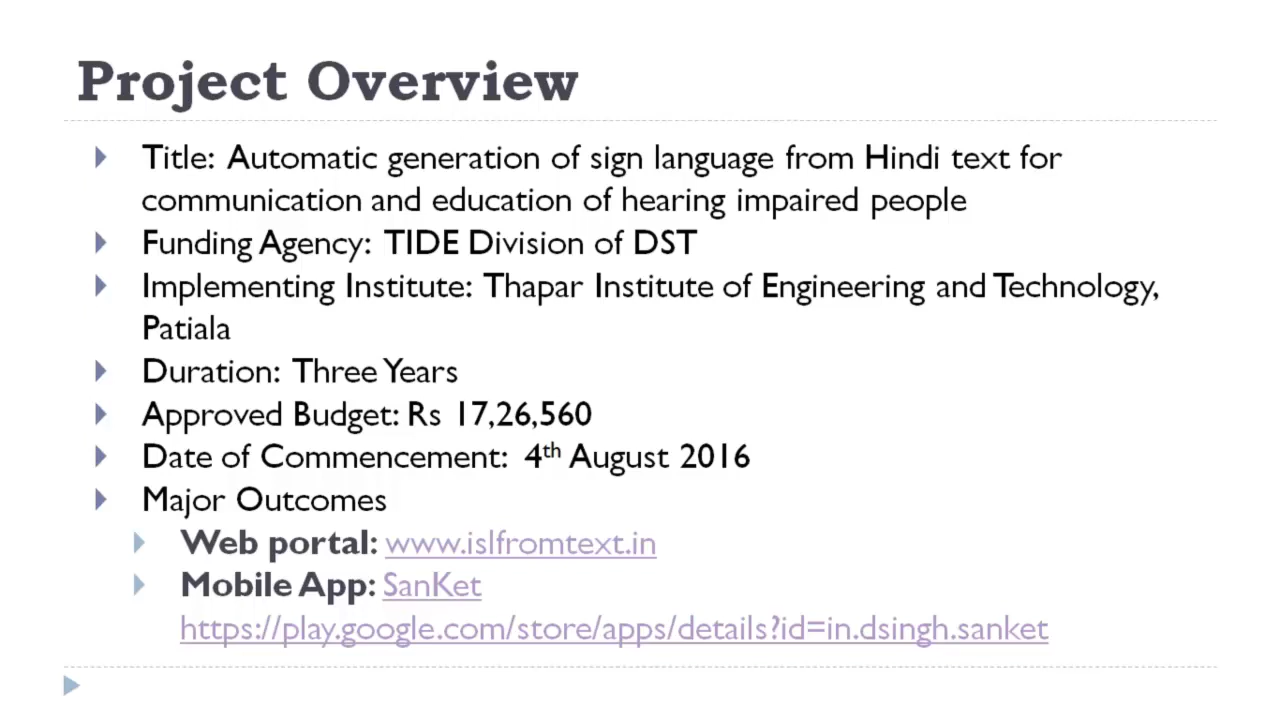 Project Overview
Title: Automatic generation of sign language from Hindi text for
communication and education of hearing impaired people
Funding Agency: TIDE Division of DST
Implementing Institute: Thapar Institute of Engineering and Technology,
Patiala
Duration: Three Years
Approved Budget: Rs 17,26,560
Date of Commencement: 4th August 2016
Major Outcomes
Web portal: www.islfromtext.in
Mobile App: SanKet
https://play.google.com/store/apps/details?id=in.dsingh.sanket